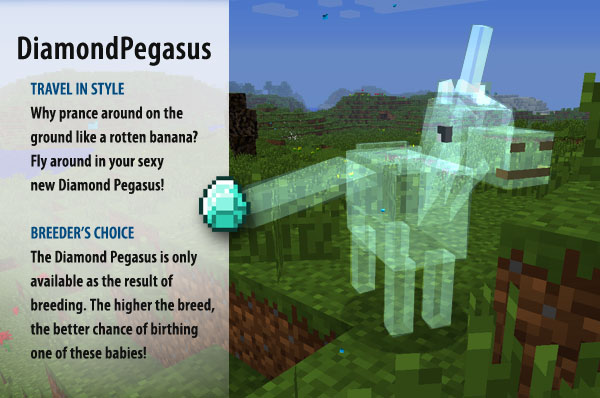 DiamondPegasus
TRAVEL IN STYLE
Why prance around on the
ground like a rotten banana?
Fly around in your sexy
new Diamond Pegasus!
BREEDER'S CHOICE
The Diamond Pegasus is only
available as the result of
breeding. The higher the breed,
the better chance of birthing
one of these babies!